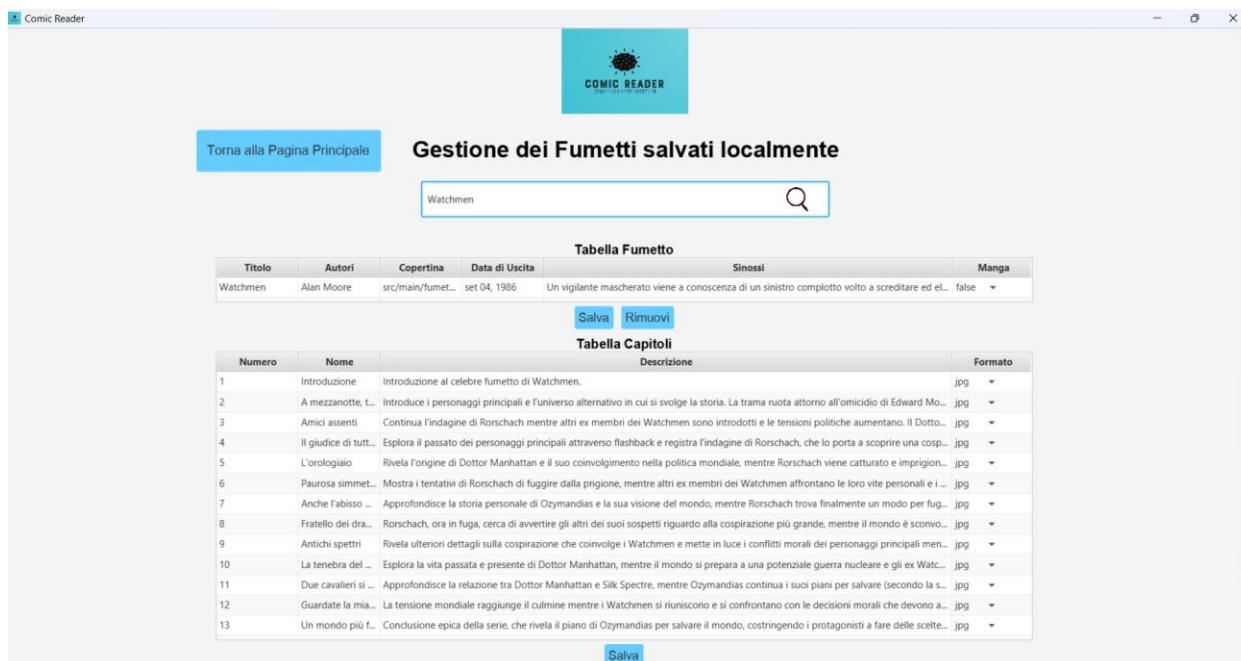 Comic Reader
COMIC READER
Torna alla Pagina Principale
Gestione dei Fumetti salvati localmente
Watchmen
Tabella Fumetto
Titolo Autori Copertina Data di Uscita Sinossi Manga
Watchmen Alan Moore src/main/fumet... set 04, 1986 Un vigilante mascherato viene a conoscenza di un sinistro complotto volto a screditare ed el... false
Salva Rimuovi
Tabella Capitoli
Numero Nome Descrizione Formato
1 Introduzione Introduzione al celebre fumetto di Watchmen. jpg
2 A mezzanotte, t... Introduce i personaggi principali e l'universo alternativo in cui si svolge la storia. La trama ruota attorno all'omicidio di Edward Mo... jpg
3 Amici assenti Continua l'indagine di Rorschach mentre altri ex membri dei Watchmen sono introdotti e le tensioni politiche aumentano. Il Dotto... jpg
4 Il giudice di tutt... Esplora il passato dei personaggi principali attraverso flashback e registra l'indagine di Rorschach, che lo porta a scoprire una cosp... jpg
5 L'orologiaio Rivela l'origine di Dottor Manhattan e il suo coinvolgimento nella politica mondiale, mentre Rorschach viene catturato e imprigion... jpg
6 Paurosa simmet... Mostra i tentativi di Rorschach di fuggire dalla prigione, mentre altri ex membri dei Watchmen affrontano le loro vite personali e i ... jpg
7 Anche l'abisso ... Approfondisce la storia personale di Ozymandias e la sua visione del mondo, mentre Rorschach trova finalmente un modo per fug... jpg
8 Fratello dei dra... Rorschach, ora in fuga, cerca di avvertire gli altri dei suoi sospetti riguardo alla cospirazione più grande, mentre il mondo è sconvo... jpg
9 Antichi spettri Rivela ulteriori dettagli sulla cospirazione che coinvolge i Watchmen e mette in luce i conflitti morali dei personaggi principali men... jpg
10 La tenebra del ... Esplora la vita passata e presente di Dottor Manhattan, mentre il mondo si prepara a una potenziale guerra nucleare e gli ex Watc... jpg
11 Due cavalieri si ... Approfondisce la relazione tra Dottor Manhattan e Silk Spectre, mentre Ozymandias continua i suoi piani per salvare (secondo la s... jpg
12 Guardate la mia... La tensione mondiale raggiunge il culmine mentre i Watchmen si riuniscono e si confrontano con le decisioni morali che devono a... jpg
13 Un mondo più f... Conclusione epica della serie, che rivela il piano di Ozymandias per salvare il mondo, costringendo i protagonisti a fare delle scelte... jpg
Salva